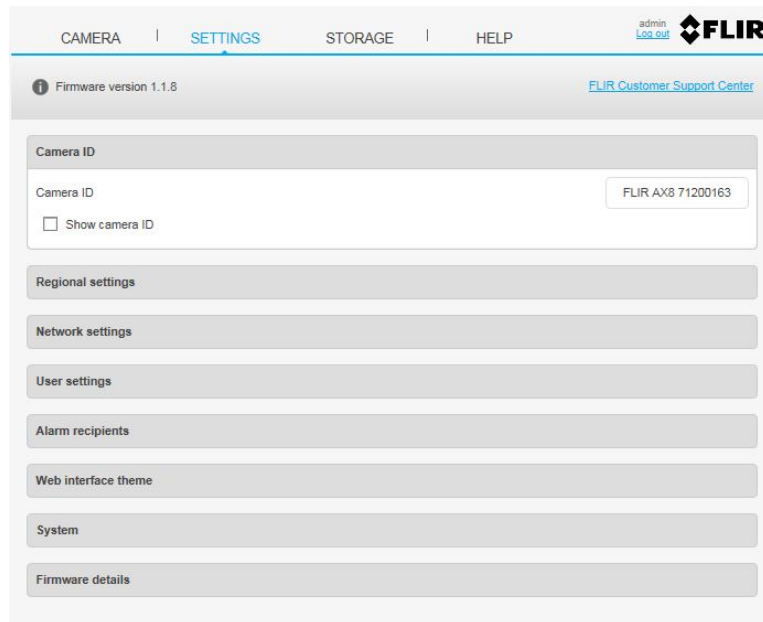 CAMERA | SETTINGS STORAGE | HELP admin
Log out FLIR
Firmware version 1.1.8 FLIR Customer Support Center
Camera ID
Camera ID FLIR AX8 71200163
Show camera ID
Regional settings
Network settings
User settings
Alarm recipients
Web interface theme
System
Firmware details